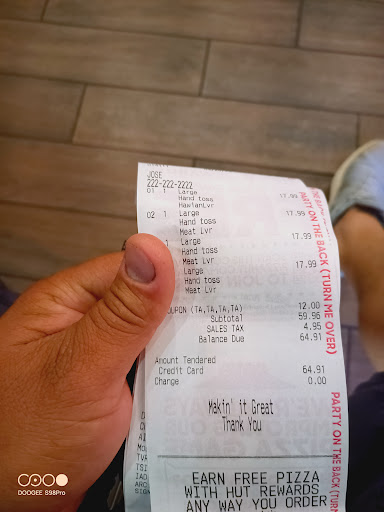 JOSE
222-222-2222
01 1 Large 17.99
Hand toss
HawianLvr
02 1 Large 17.99
Hand toss
Meat Lvr
1 Large 17.99
Hand toss
Meat Lvr
Large 17.99
Hand toss
Meat Lvr
OUPON (TA,TA,TA,TA) 12.00
Subtotal 59.96
SALES TAX 4.95
Balance Due 64.91
Amount Tendered
Credit Card 64.91
Change 0.00
Makin' it Great
Thank You
EARN FREE PIZZA
WITH HUT REWARDS
ANY WAY YOU ORDER
PARTY ON THE BACK (TURN ME OVER)
PARTY ON THE BACK (TURN
DOOGEE S98Pro